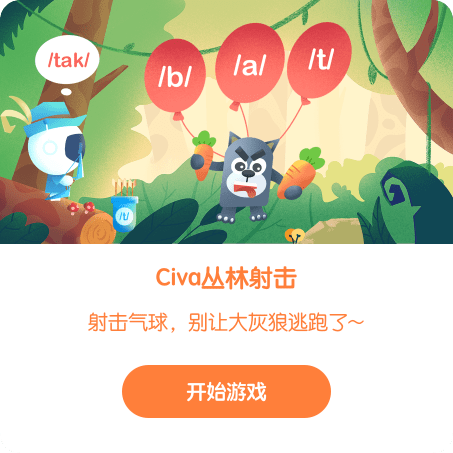 /tak/
/b/
/a/
/t/
/t/
Civa丛林射击
射击气球，别让大灰狼逃跑了～
开始游戏